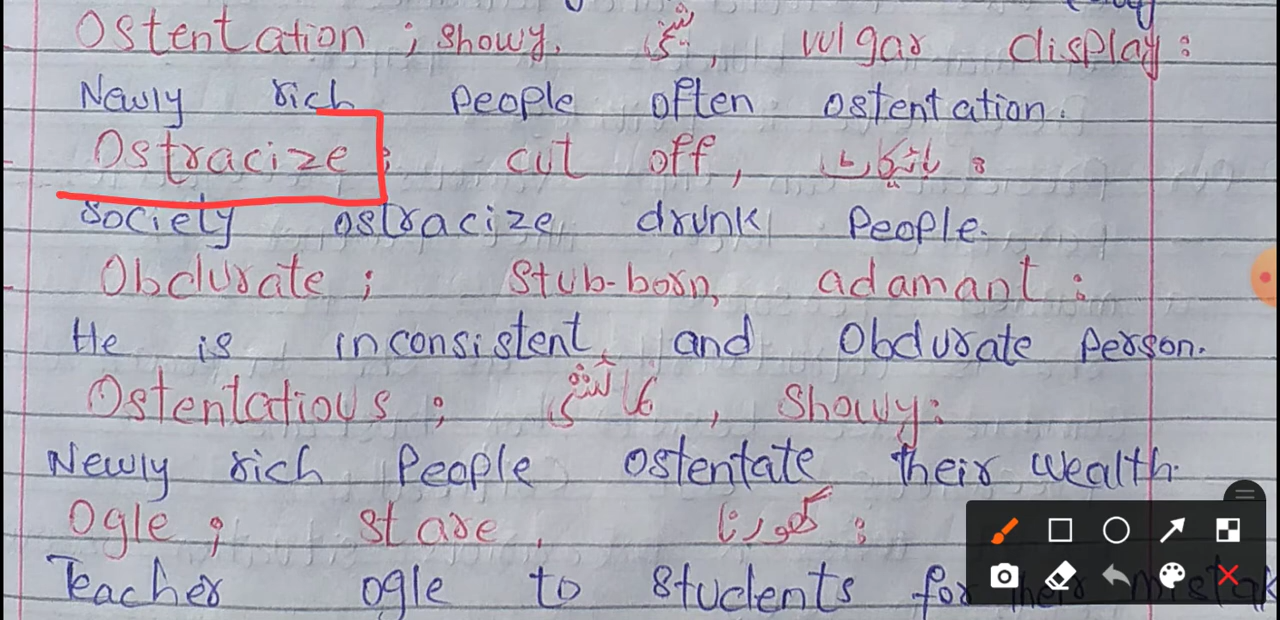 Ostentation ; showy, , vulgar display :
Newly rich people often ostentation.
Ostracize ; cut off, بائیکاٹ :
Society ostracize drunk People.
Obdurate ; Stub-born, adamant :
He is inconsistent and Obdurate person.
Ostentatious ; , Showy :
Newly rich People ostentate their wealth.
Ogle ; stare, گھورنا :
Teacher ogle to students for their mistak